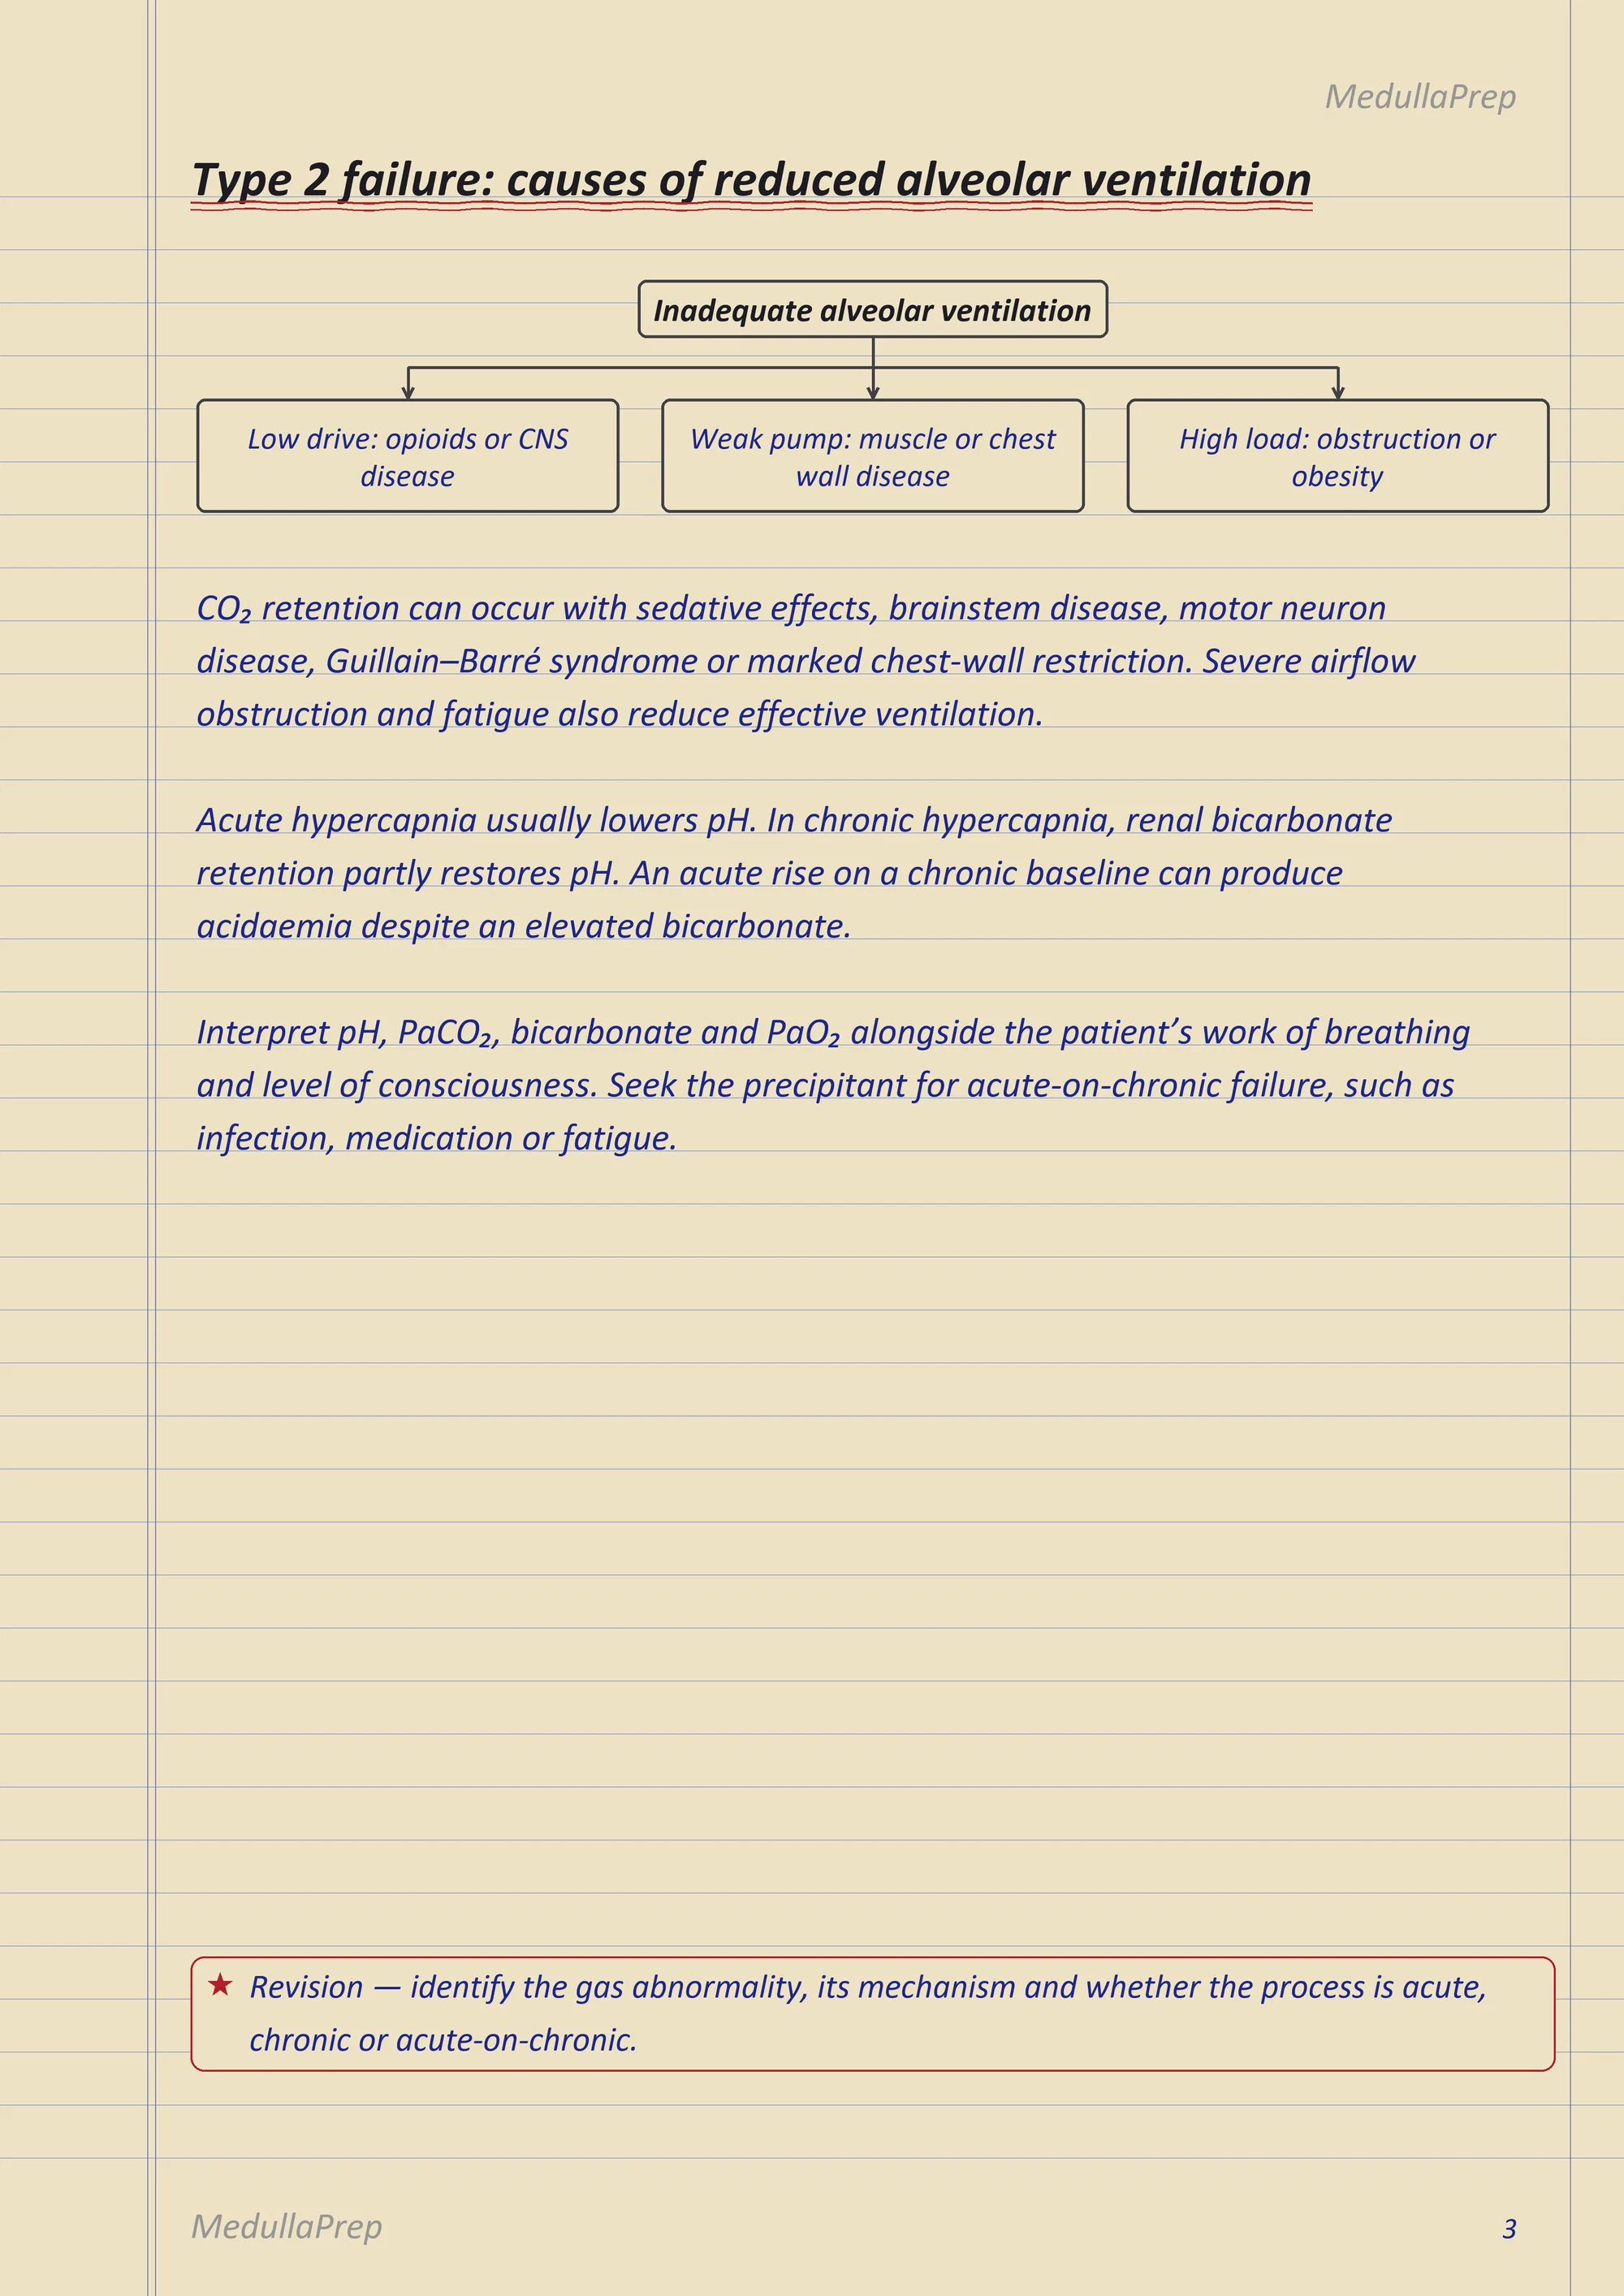 MedullaPrep
Type 2 failure: causes of reduced alveolar ventilation
Inadequate alveolar ventilation
Low drive: opioids or CNS
disease
Weak pump: muscle or chest
wall disease
High load: obstruction or
obesity
CO₂ retention can occur with sedative effects, brainstem disease, motor neuron
disease, Guillain–Barré syndrome or marked chest-wall restriction. Severe airflow
obstruction and fatigue also reduce effective ventilation.
Acute hypercapnia usually lowers pH. In chronic hypercapnia, renal bicarbonate
retention partly restores pH. An acute rise on a chronic baseline can produce
acidaemia despite an elevated bicarbonate.
Interpret pH, PaCO₂, bicarbonate and PaO₂ alongside the patient’s work of breathing
and level of consciousness. Seek the precipitant for acute-on-chronic failure, such as
infection, medication or fatigue.
★ Revision — identify the gas abnormality, its mechanism and whether the process is acute,
chronic or acute-on-chronic.
MedullaPrep
3